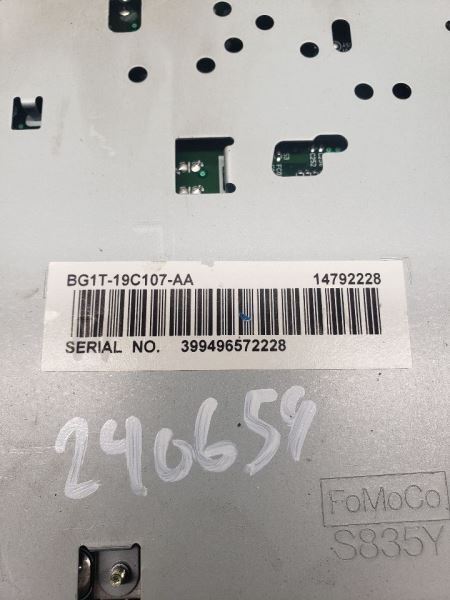 BG1T-19C107-AA 14792228
SERIAL NO. 399496572228
240659
FoMoCo
S835Y